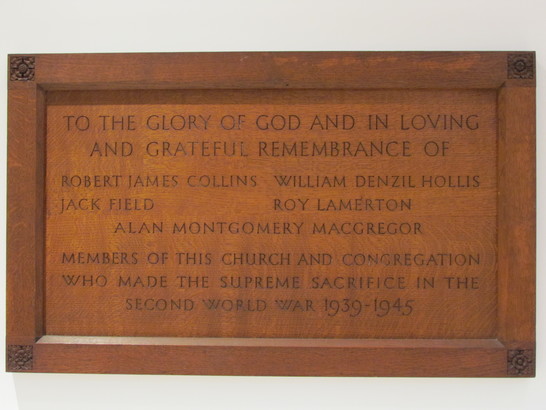 TO THE GLORY OF GOD AND IN LOVING
AND GRATEFUL REMEMBRANCE OF
ROBERT JAMES COLLINS WILLIAM DENZIL HOLLIS
JACK FIELD ROY LAMERTON
ALAN MONTGOMERY MACGREGOR
MEMBERS OF THIS CHURCH AND CONGREGATION
WHO MADE THE SUPREME SACRIFICE IN THE
SECOND WORLD WAR 1939-1945